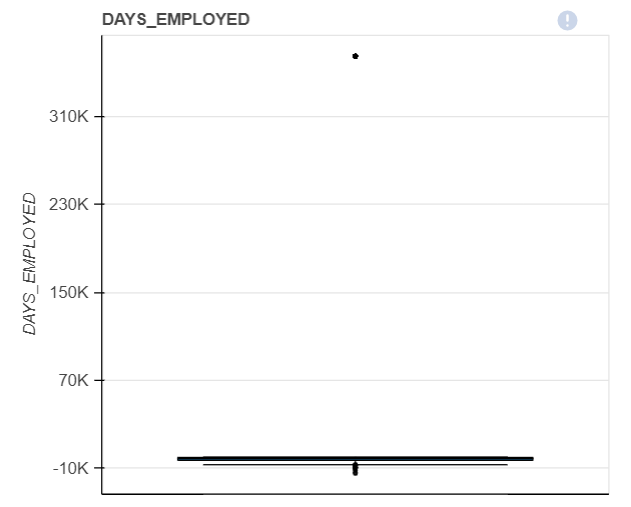 DAYS_EMPLOYED
!
310K
230K
150K
70K
-10K
DAYS_EMPLOYED